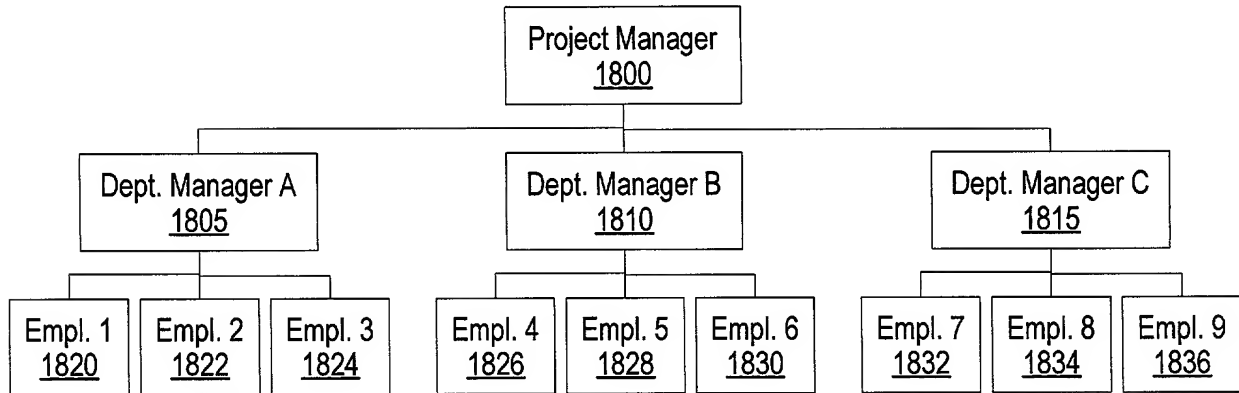 Project Manager
1800
Dept. Manager A
1805
Dept. Manager B
1810
Dept. Manager C
1815
Empl. 1
1820
Empl. 2
1822
Empl. 3
1824
Empl. 4
1826
Empl. 5
1828
Empl. 6
1830
Empl. 7
1832
Empl. 8
1834
Empl. 9
1836